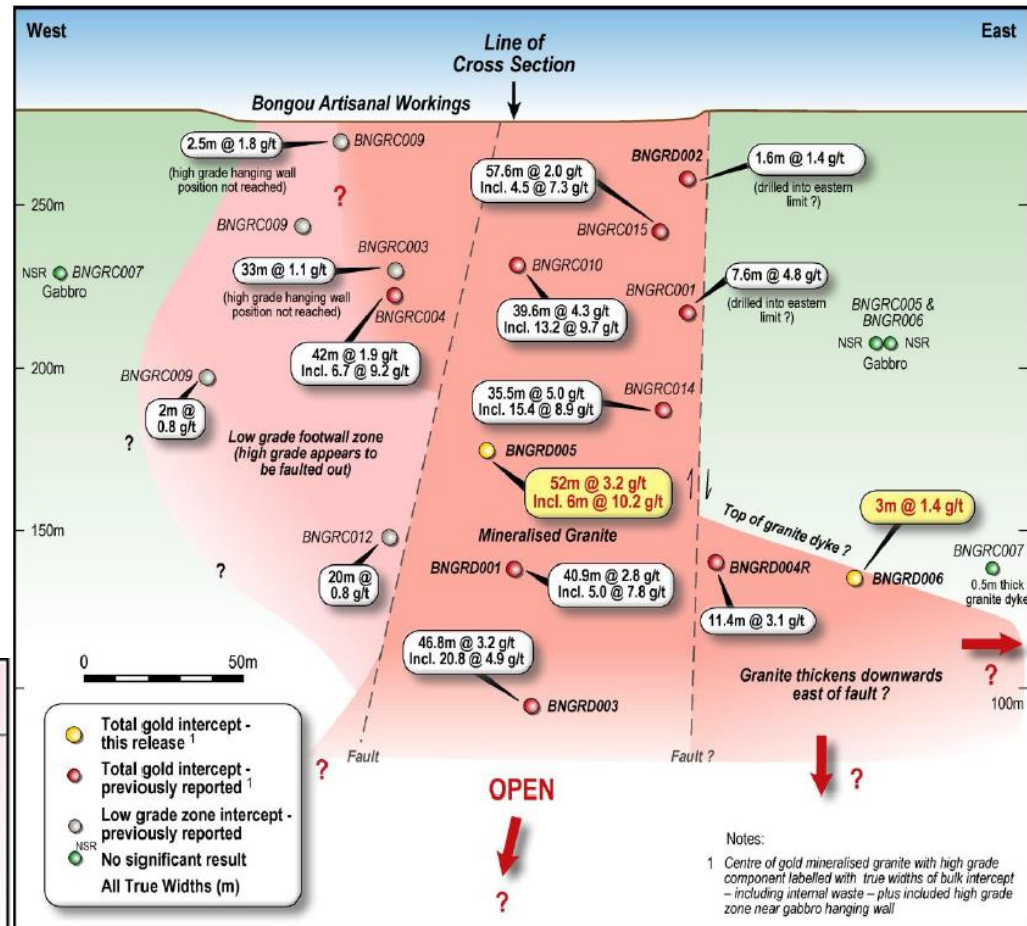 West
East
Line of
Cross Section
Bongou Artisanal Workings
2.5m @ 1.8 g/t
(high grade hanging wall
position not reached)
BNGRC009
?
57.6m @ 2.0 g/t
Incl. 4.5 @ 7.3 g/t
BNGRD002
1.6m @ 1.4 g/t
(drilled into eastern
limit ?)
250m
BNGRC009
BNGRC015
NSR BNGRC007
Gabbro
BNGRC003
33m @ 1.1 g/t
(high grade hanging wall
position not reached)
BNGRC004
BNGRC010
39.6m @ 4.3 g/t
Incl. 13.2 @ 9.7 g/t
BNGRC001
7.6m @ 4.8 g/t
(drilled into eastern
limit ?)
BNGRC005 &
BNGR006
NSR NSR
Gabbro
42m @ 1.9 g/t
Incl. 6.7 @ 9.2 g/t
200m
BNGRC009
2m @
0.8 g/t
?
35.5m @ 5.0 g/t
Incl. 15.4 @ 8.9 g/t
BNGRC014
Low grade footwall zone
(high grade appears to
be faulted out)
BNGRD005
52m @ 3.2 g/t
Incl. 6m @ 10.2 g/t
3m @ 1.4 g/t
150m
Top of granite dyke ?
Mineralised Granite
BNGRC012
20m @
0.8 g/t
?
BNGRD001
40.9m @ 2.8 g/t
Incl. 5.0 @ 7.8 g/t
BNGRD004R
11.4m @ 3.1 g/t
BNGRD006
BNGRC007
0.5m thick
granite dyke
46.8m @ 3.2 g/t
Incl. 20.8 @ 4.9 g/t
BNGRD003
Granite thickens downwards
east of fault ?
?
100m
0 50m
Fault
Fault ?
?
?
OPEN
?
Total gold intercept -
this release 1
Total gold intercept -
previously reported 1
Low grade zone intercept -
previously reported
NSR No significant result
All True Widths (m)
Notes:
1 Centre of gold mineralised granite with high grade
component labelled with true widths of bulk intercept
– including internal waste – plus included high grade
zone near gabbro hanging wall